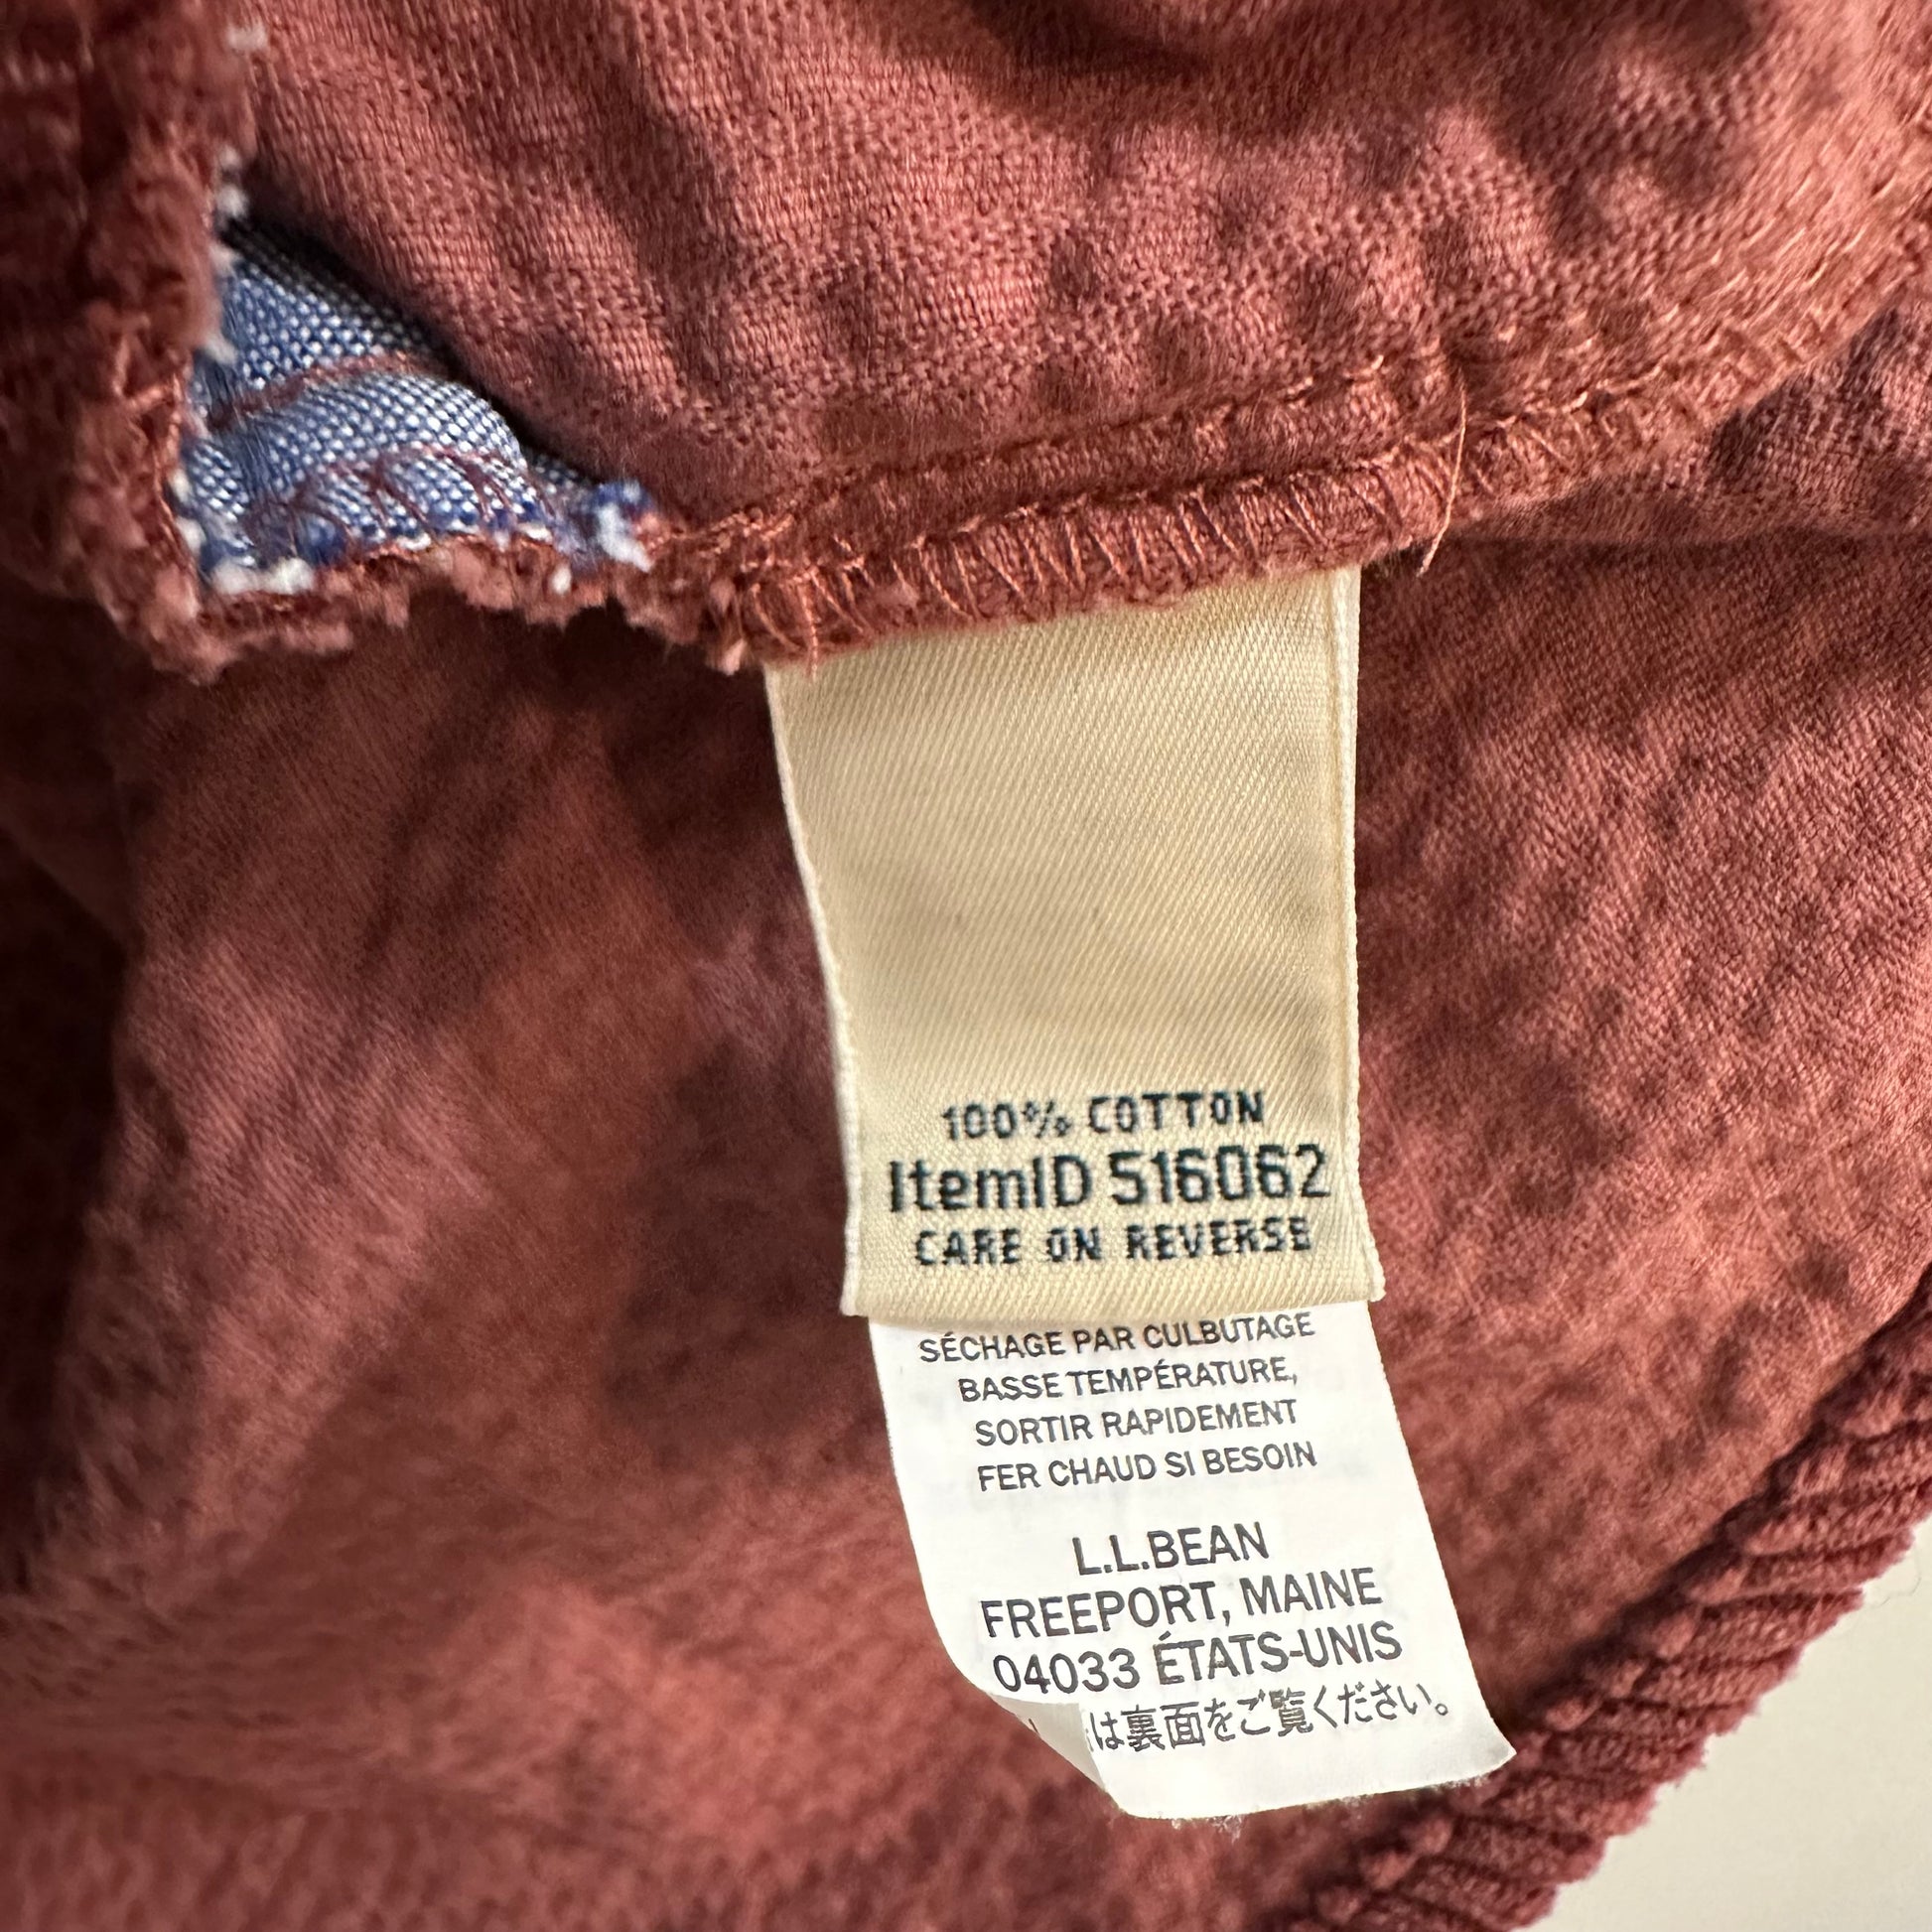 100% COTTON
ItemID 516062
CARE ON REVERSE
SÉCHAGE PAR CULBUTAGE
BASSE TEMPÉRATURE,
SORTIR RAPIDEMENT
FER CHAUD SI BESOIN
L.L.BEAN
FREEPORT, MAINE
04033 ÉTATS-UNIS
は裏面をご覧ください。